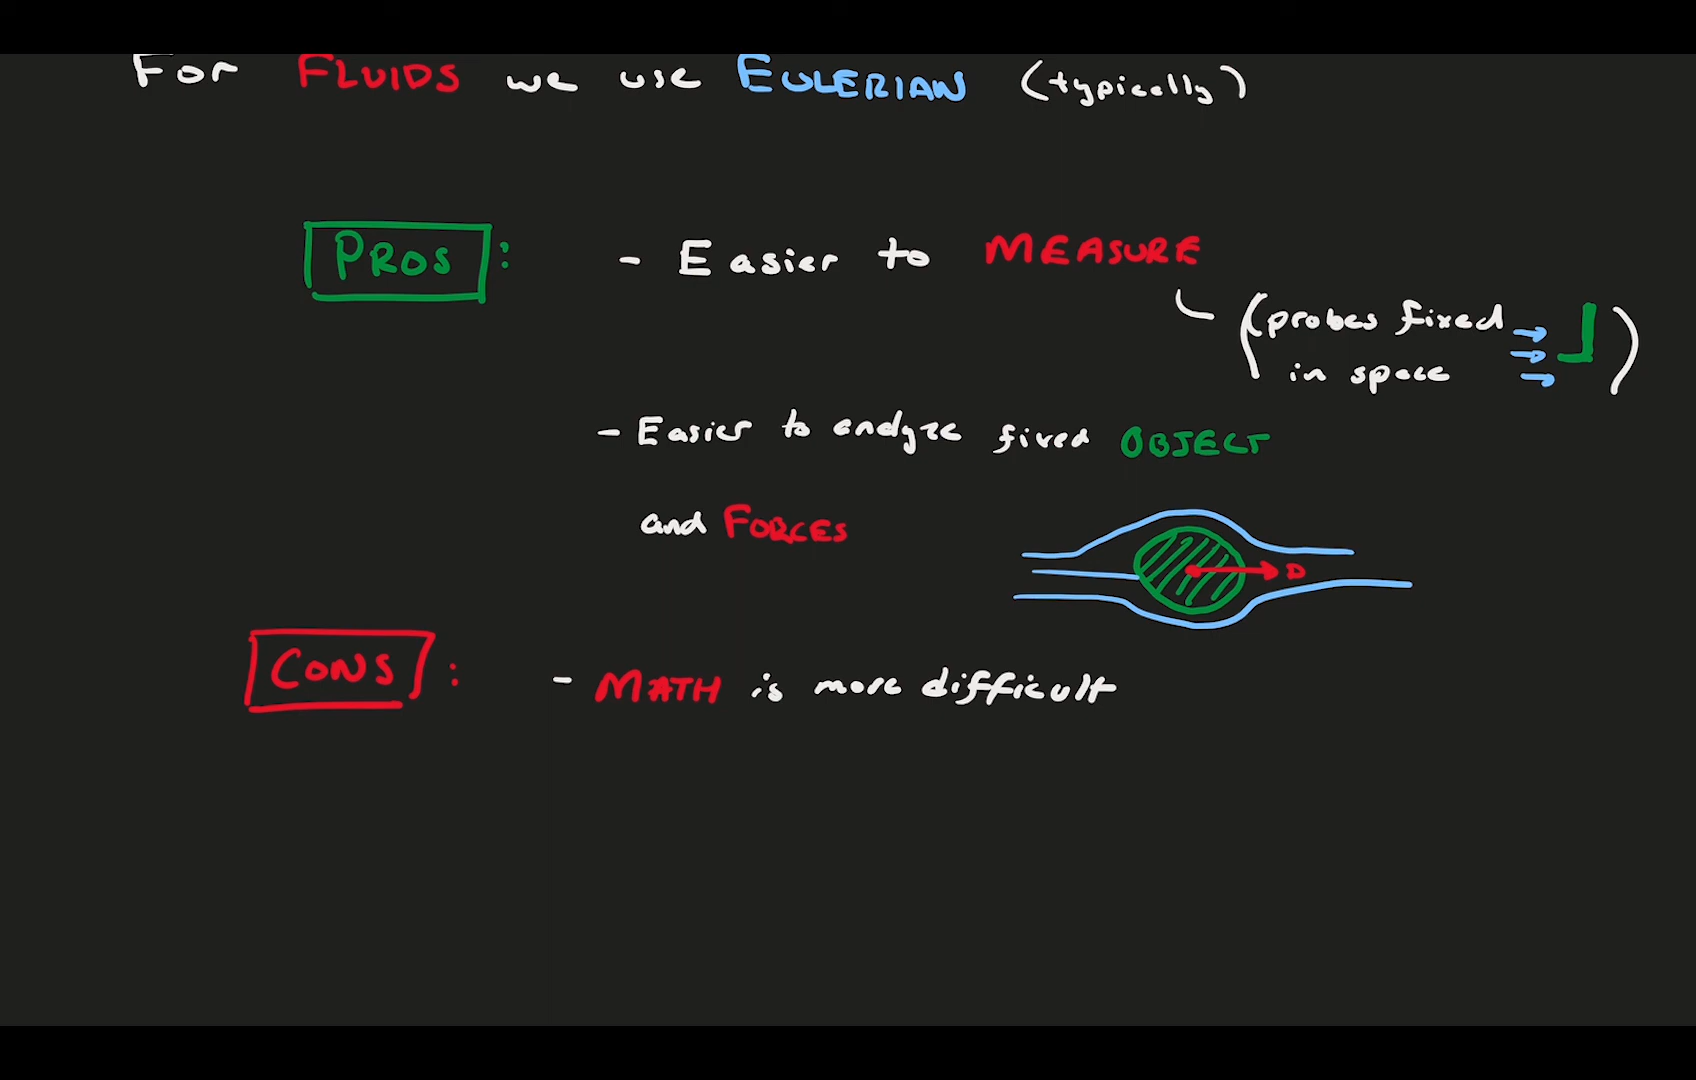 For FLUIDS we use EULERIAN (typically)
PROS: - Easier to MEASURE
(probes fixed
in space)
- Easier to analyze fixed OBJECT
and FORCES
D
CONS: - MATH is more difficult